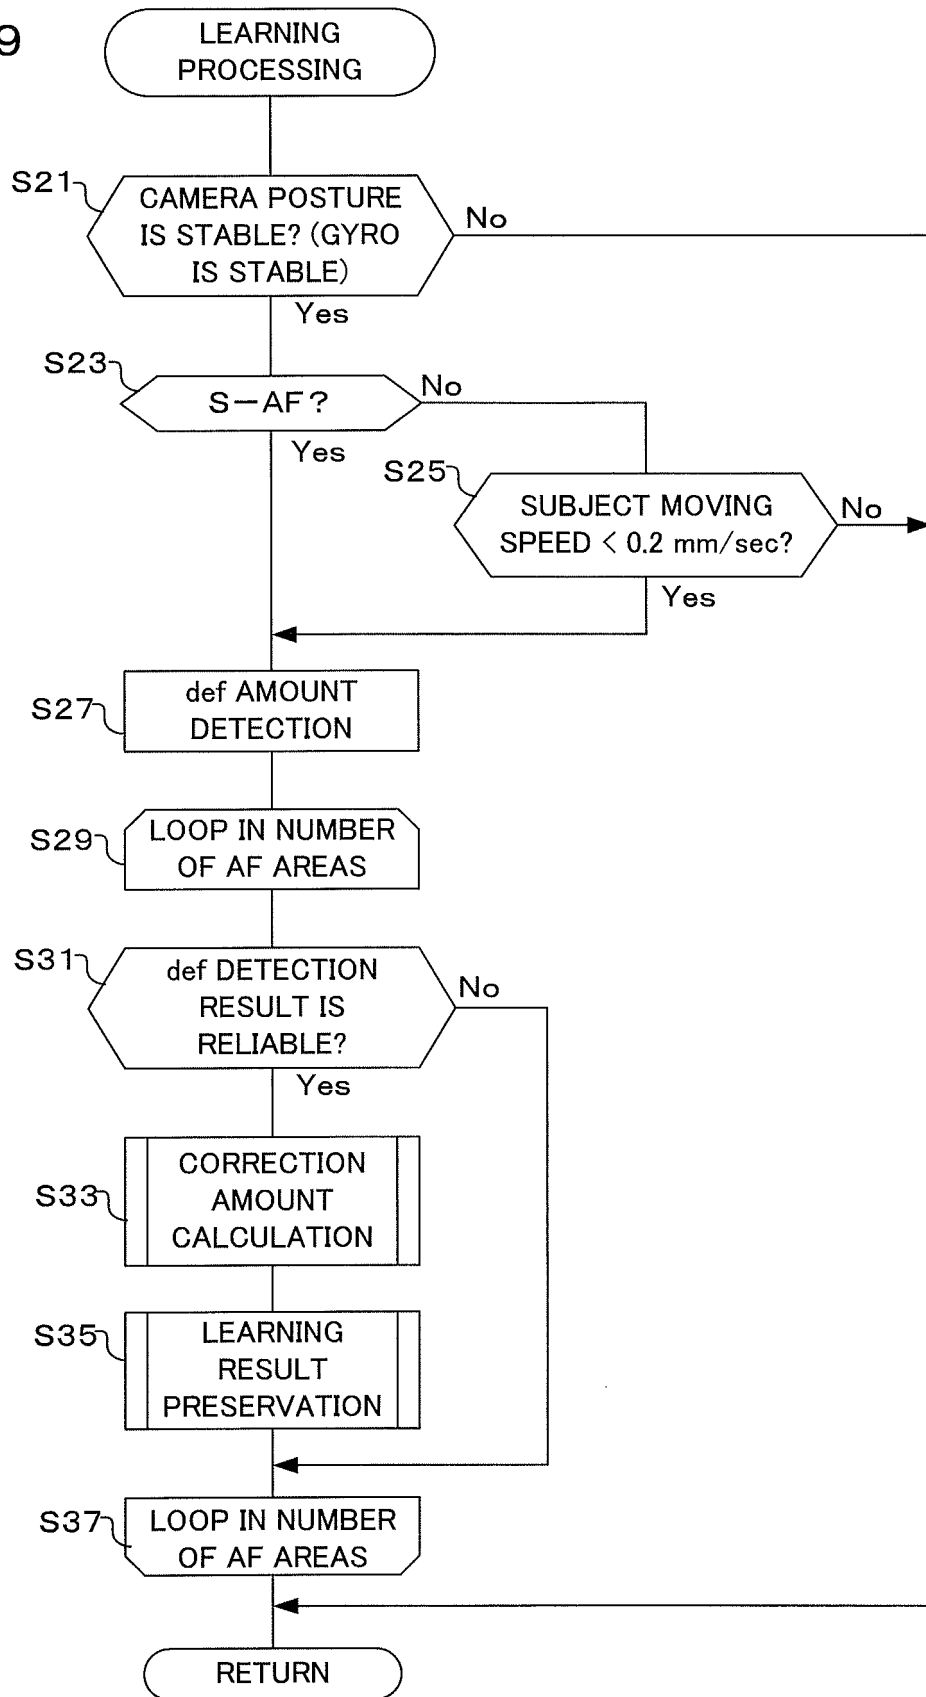 9
LEARNING
PROCESSING
S21
CAMERA POSTURE
IS STABLE? (GYRO
IS STABLE)
No
Yes
S23
S-AF?
No
Yes
S25
SUBJECT MOVING
SPEED < 0.2 mm/sec?
No
Yes
S27
def AMOUNT
DETECTION
S29
LOOP IN NUMBER
OF AF AREAS
S31
def DETECTION
RESULT IS
RELIABLE?
No
Yes
S33
CORRECTION
AMOUNT
CALCULATION
S35
LEARNING
RESULT
PRESERVATION
S37
LOOP IN NUMBER
OF AF AREAS
RETURN